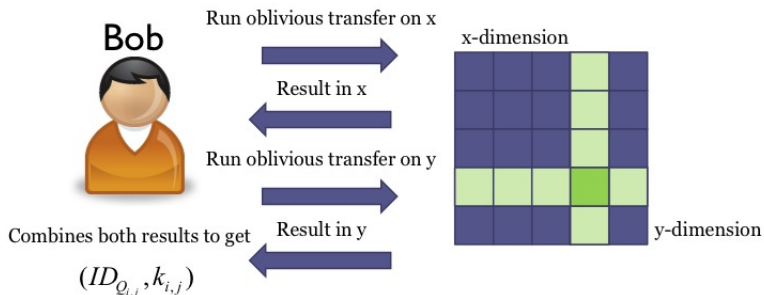 Bob
Run oblivious transfer on x
Result in x
Run oblivious transfer on y
Result in y
Combines both results to get
(ID_{Q_{i,j}}, k_{i,j})
x-dimension
y-dimension